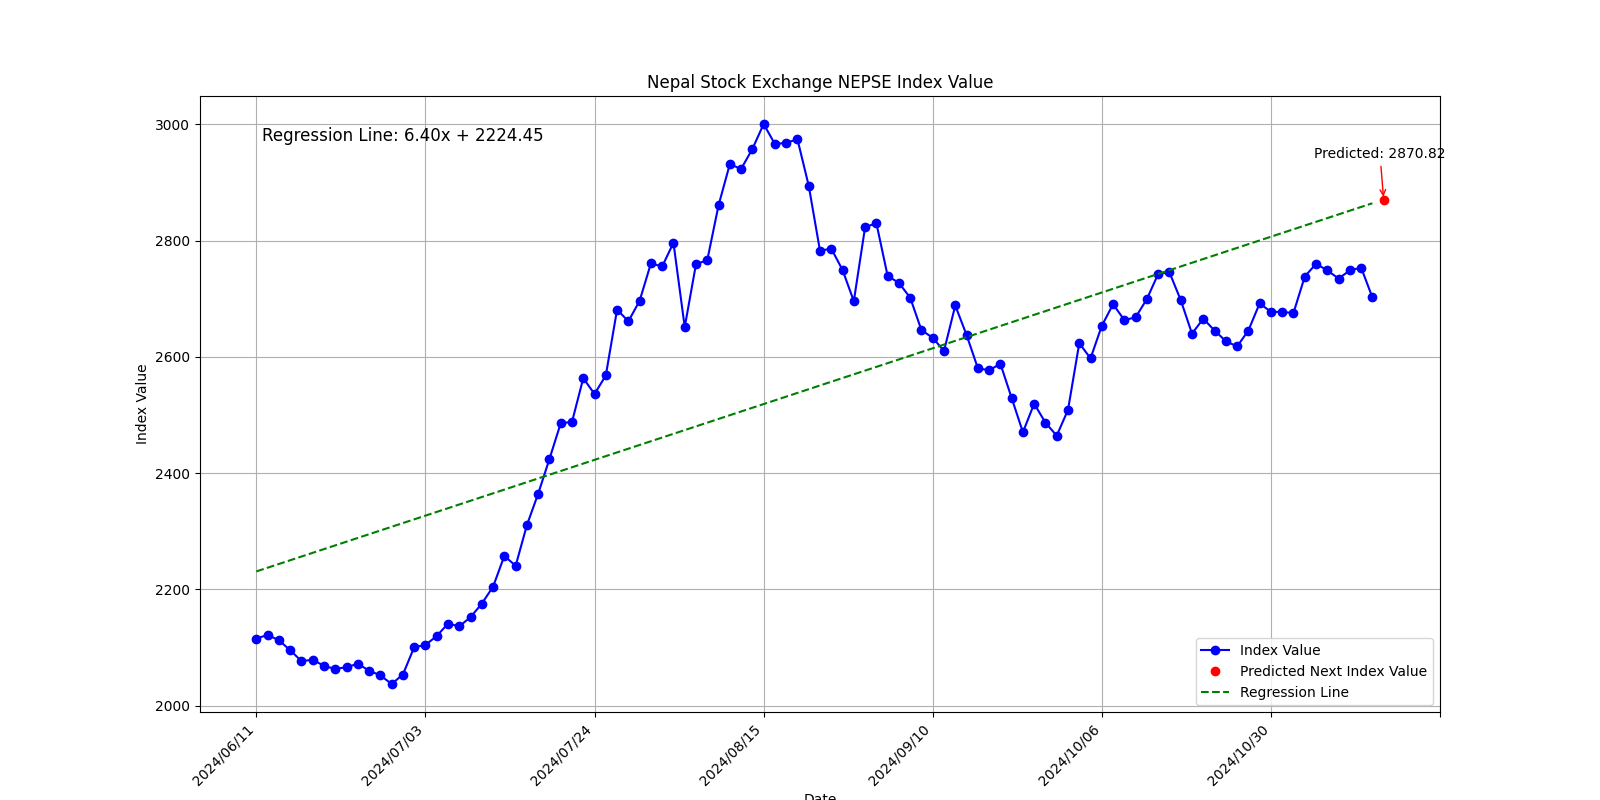 Nepal Stock Exchange NEPSE Index Value
3000
2800
2600
2400
2200
2000
Index Value
Regression Line: 6.40x + 2224.45
Predicted: 2870.82
Index Value
Predicted Next Index Value
Regression Line
2024/06/11
2024/07/03
2024/07/24
2024/08/15
2024/09/10
2024/10/06
2024/10/30
Date